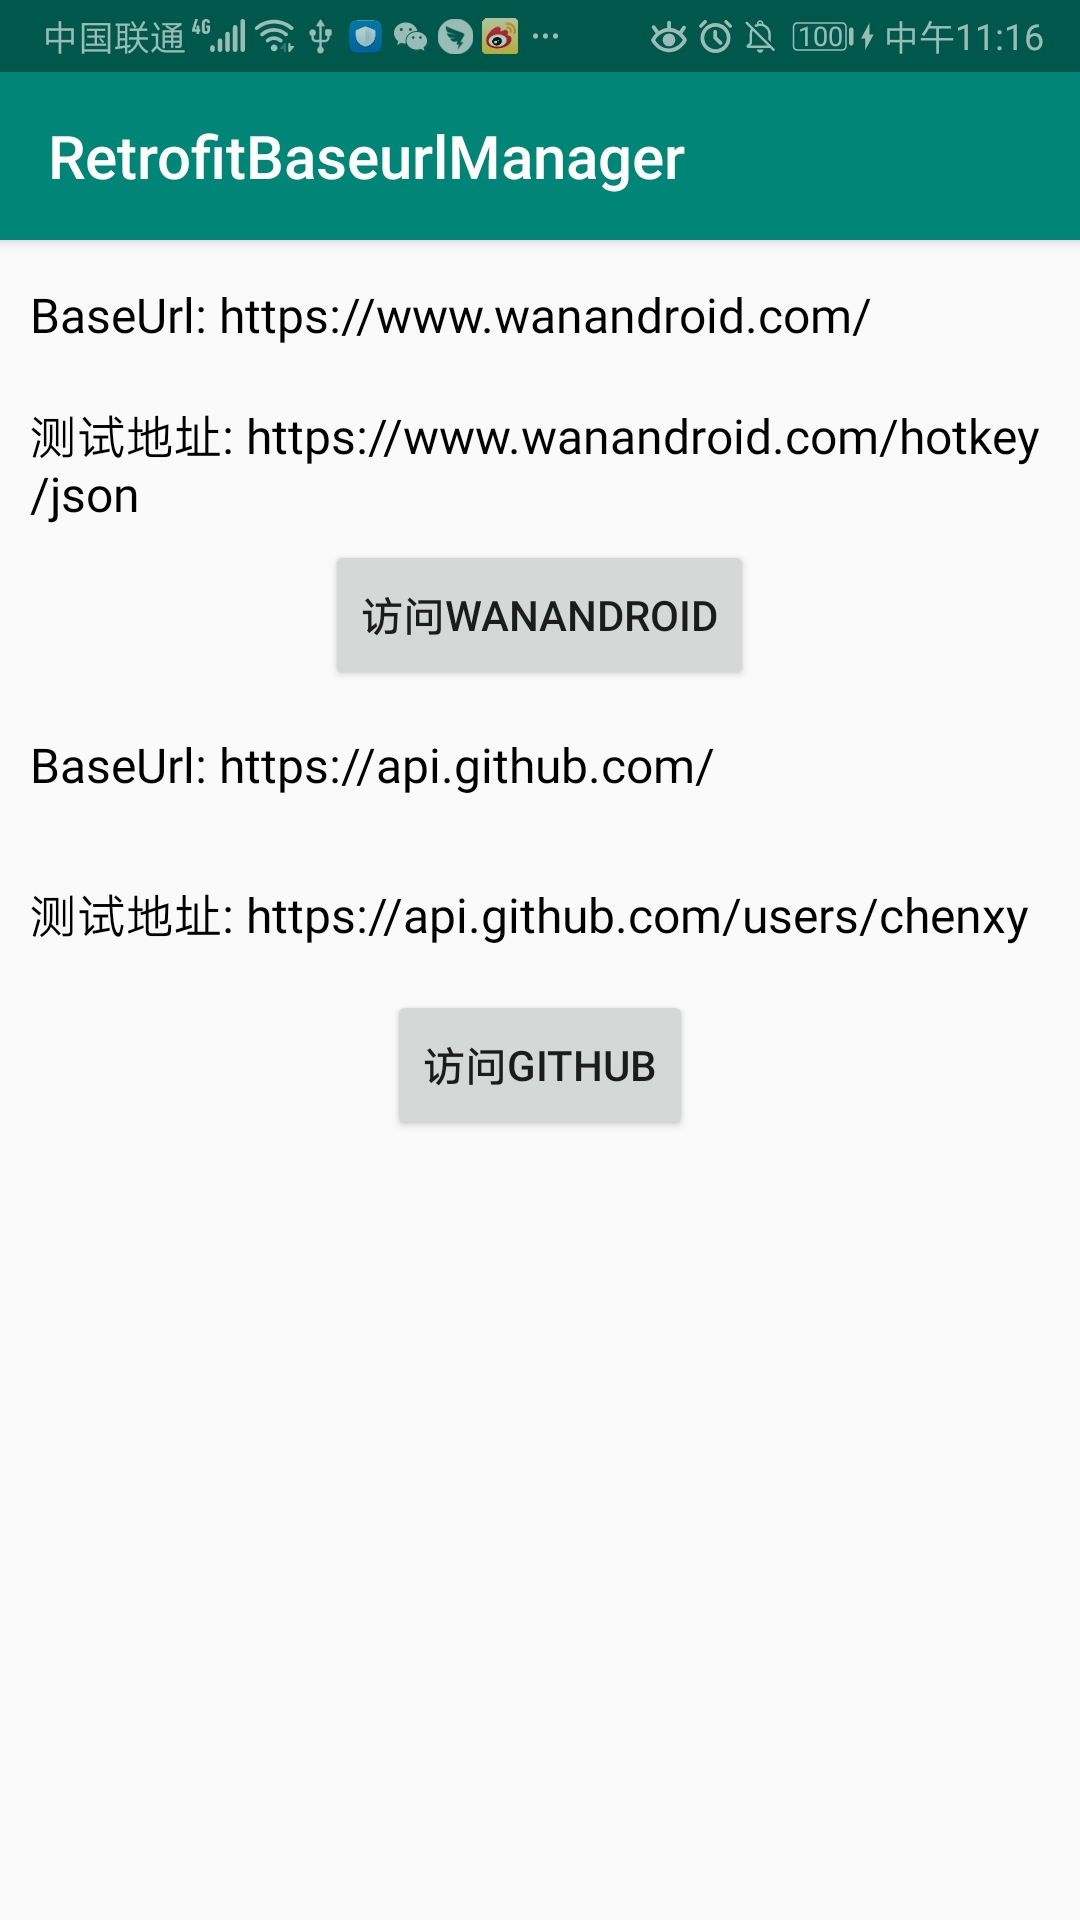 中国联通 4G 100 中午11:16
RetrofitBaseurlManager
BaseUrl: https://www.wanandroid.com/
测试地址: https://www.wanandroid.com/hotkey
/json
访问WANANDROID
BaseUrl: https://api.github.com/
测试地址: https://api.github.com/users/chenxy
访问GITHUB